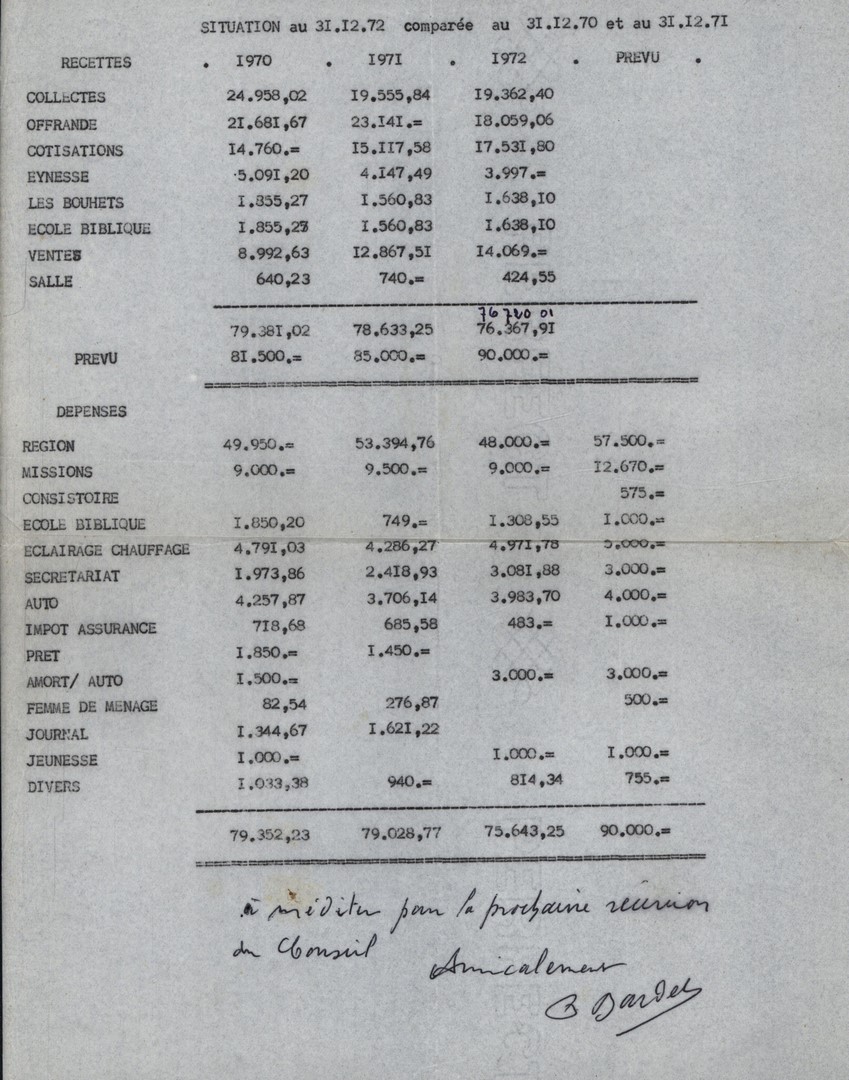 SITUATION au 3I.I2.72 comparée au 3I.I2.70 et au 3I.I2.7I
RECETTES . I970 . I97I . I972 . PREVU .
COLLECTES 24.958,02 I9.555,84 I9.362,40
OFFRANDE 2I.68I,67 23.I4I.= I8.059,06
COTISATIONS I4.760.= I5.II7,58 I7.53I,80
EYNESSE 5.09I,20 4.I47,49 3.997.=
LES BOUHETS I.855,27 I.560,83 I.638,I0
ECOLE BIBLIQUE I.855,27 I.560,83 I.638,I0
VENTES 8.992,63 I2.867,5I I4.069.=
SALLE 640,23 740.= 424,55
76 720 01
79.38I,02 78.633,25 76.367,9I
PREVU 8I.500.= 85.000.= 90.000.=
DEPENSES
REGION 49.950.= 53.394,76 48.000.= 57.500.=
MISSIONS 9.000.= 9.500.= 9.000.= I2.670.=
CONSISTOIRE 575.=
ECOLE BIBLIQUE I.850,20 749.= I.308,55 I.000.=
ECLAIRAGE CHAUFFAGE 4.79I,03 4.286,27 4.97I,78 5.000.=
SECRETARIAT I.973,86 2.4I8,93 3.08I,88 3.000.=
AUTO 4.257,87 3.706,I4 3.983,70 4.000.=
IMPOT ASSURANCE 7I8,68 685,58 483.= I.000.=
PRET I.850.= I.450.=
AMORT/ AUTO I.500.= 3.000.= 3.000.=
FEMME DE MENAGE 82,54 276,87 500.=
JOURNAL I.344,67 I.62I,22
JEUNESSE I.000.= I.000.= I.000.=
DIVERS I.033,38 940.= 8I4,34 755.=
79.352,23 79.028,77 75.643,25 90.000.=
à méditer pour la prochaine réunion
du Conseil
Amicalement
B Bardet